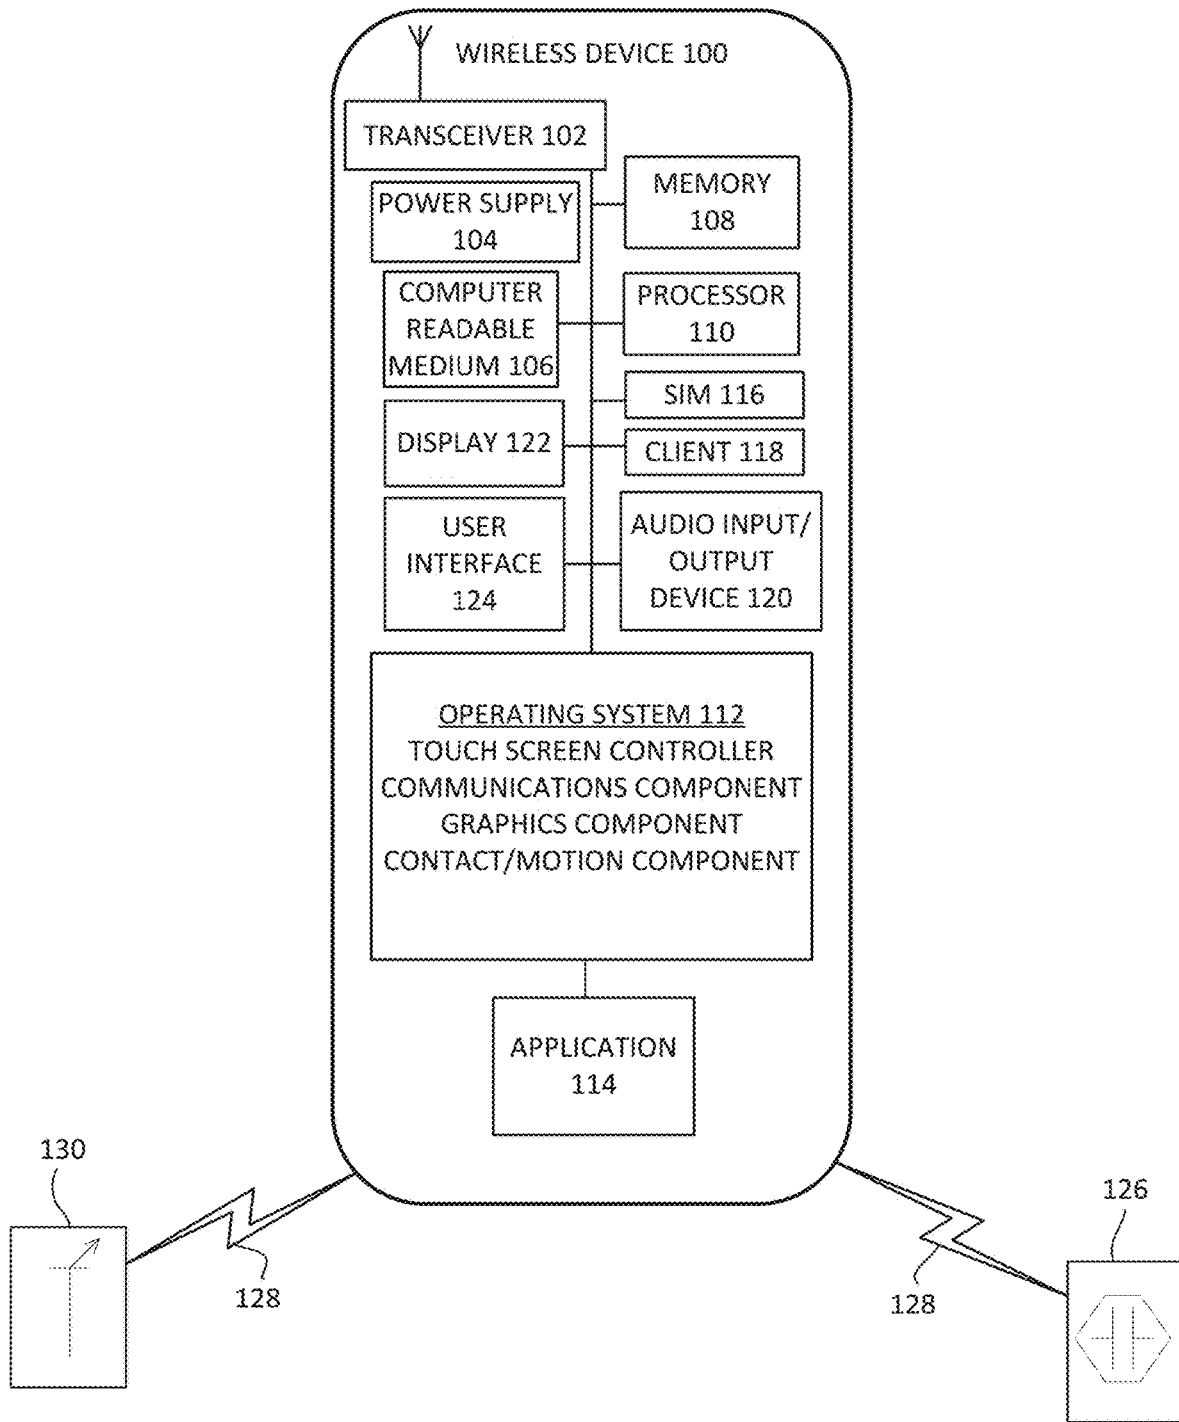 WIRELESS DEVICE 100
TRANSCEIVER 102
POWER SUPPLY
104
MEMORY
108
COMPUTER
READABLE
MEDIUM 106
PROCESSOR
110
SIM 116
DISPLAY 122
CLIENT 118
USER
INTERFACE
124
AUDIO INPUT/
OUTPUT
DEVICE 120
OPERATING SYSTEM 112
TOUCH SCREEN CONTROLLER
COMMUNICATIONS COMPONENT
GRAPHICS COMPONENT
CONTACT/MOTION COMPONENT
APPLICATION
114
130
128
126
128